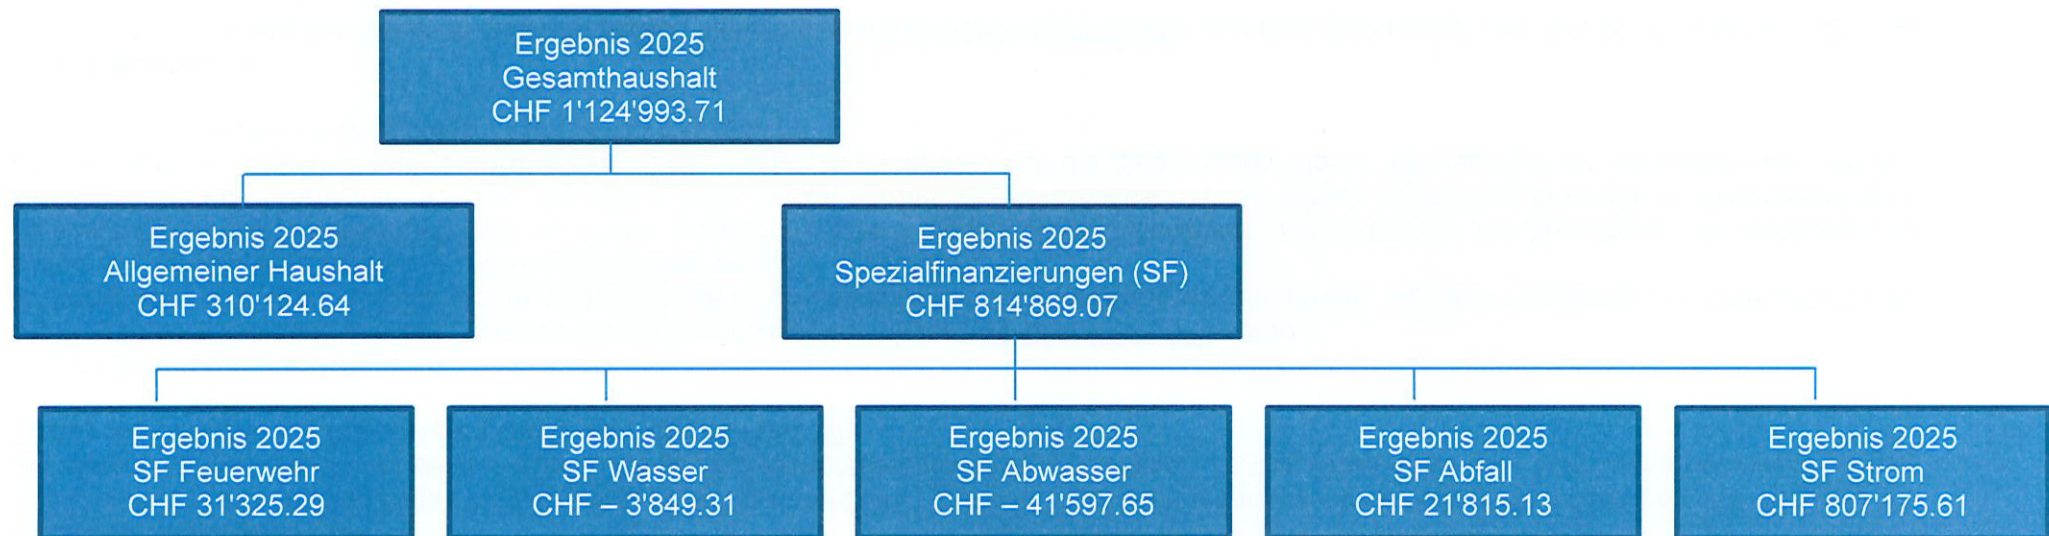 Ergebnis 2025
Gesamthaushalt
CHF 1'124'993.71
Ergebnis 2025
Allgemeiner Haushalt
CHF 310'124.64
Ergebnis 2025
Spezialfinanzierungen (SF)
CHF 814'869.07
Ergebnis 2025
SF Feuerwehr
CHF 31'325.29
Ergebnis 2025
SF Wasser
CHF – 3'849.31
Ergebnis 2025
SF Abwasser
CHF – 41'597.65
Ergebnis 2025
SF Abfall
CHF 21'815.13
Ergebnis 2025
SF Strom
CHF 807'175.61